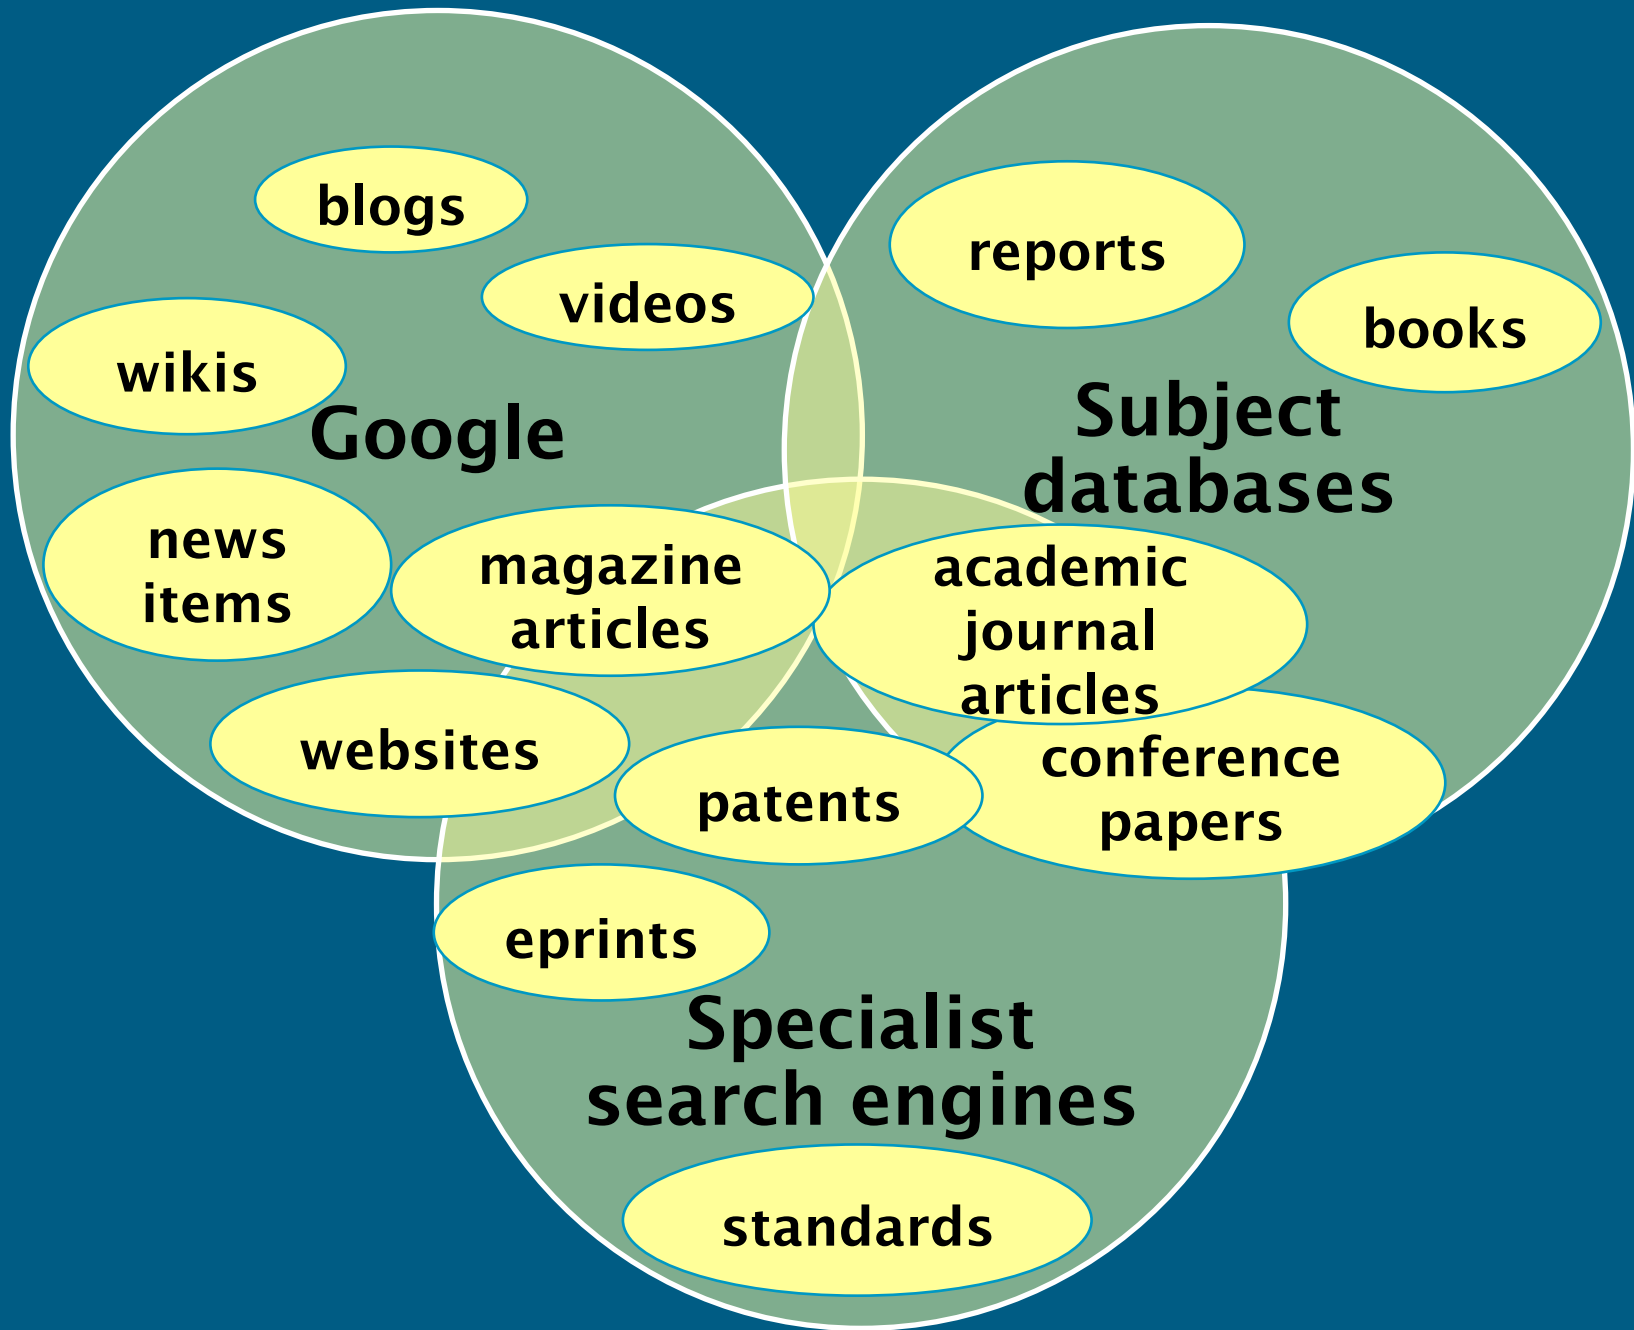 blogs
videos
wikis
Google
news
items
magazine
articles
websites
reports
books
Subject
databases
academic
journal
articles
conference
papers
patents
eprints
Specialist
search engines
standards